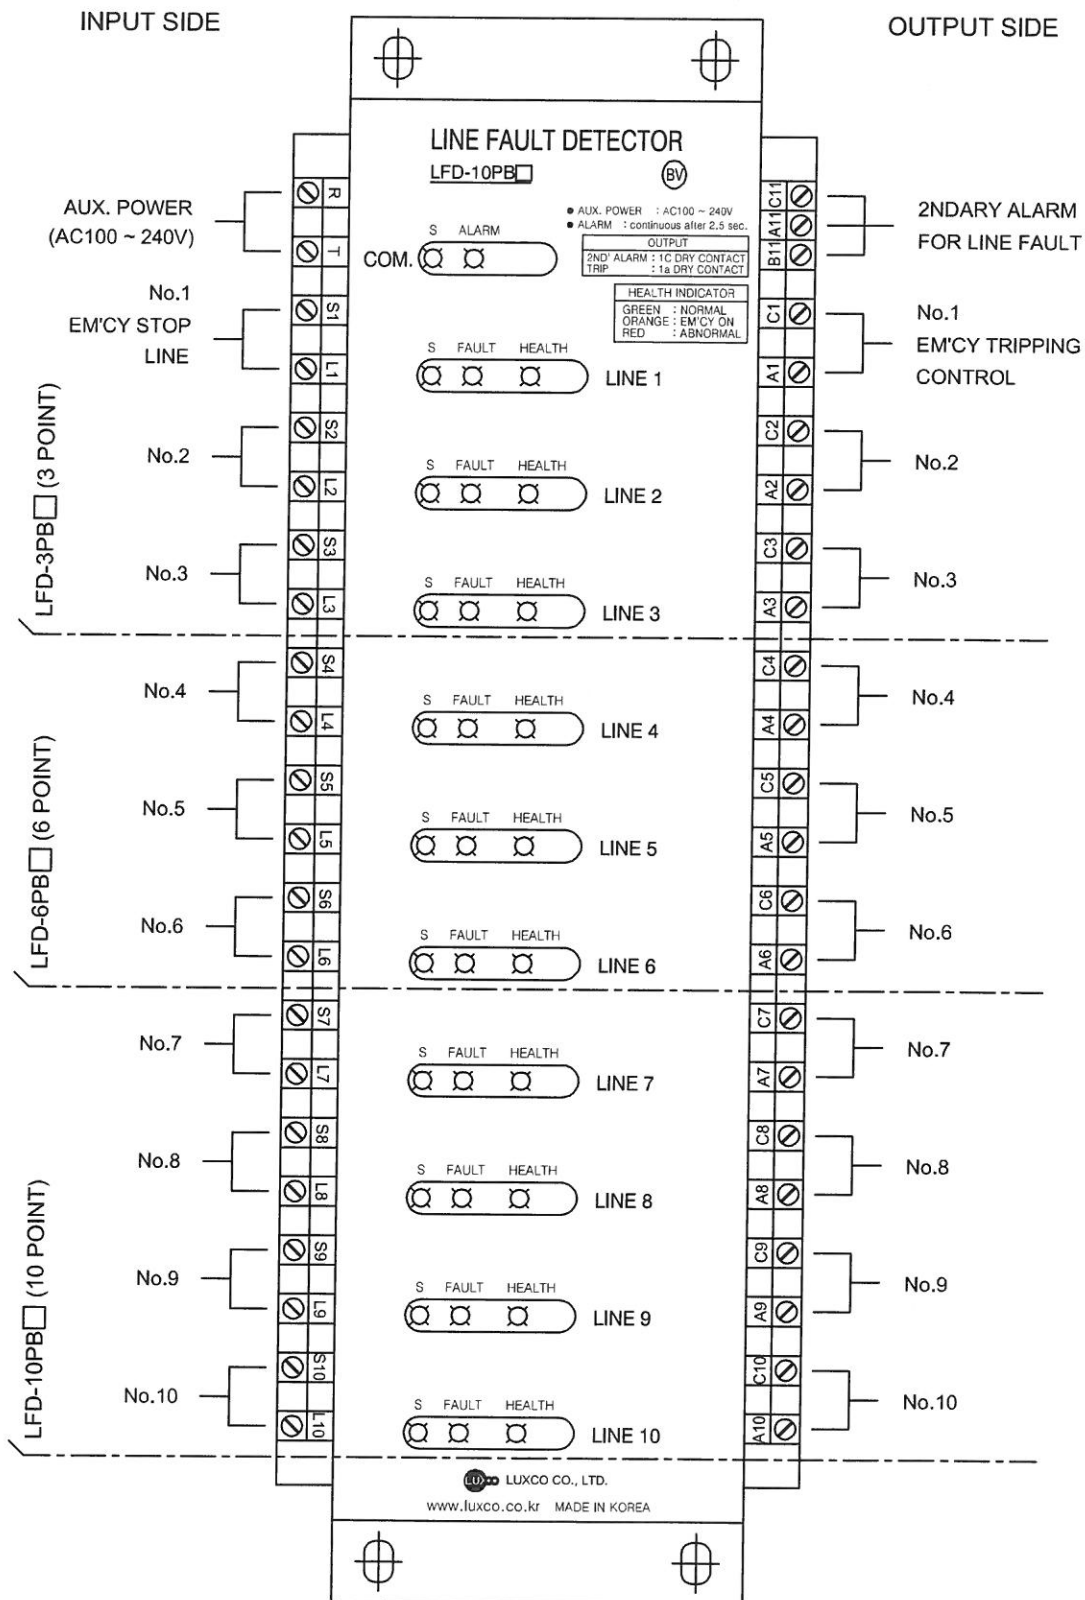 INPUT SIDE
OUTPUT SIDE
LINE FAULT DETECTOR
LFD-10PB□
BV
● AUX. POWER : AC100 ~ 240V
● ALARM : continuous after 2.5 sec.
OUTPUT
2ND' ALARM : 1C DRY CONTACT
TRIP : 1a DRY CONTACT
HEALTH INDICATOR
GREEN : NORMAL
ORANGE : EM'CY ON
RED : ABNORMAL
S ALARM
COM.
S FAULT HEALTH
LINE 1
S FAULT HEALTH
LINE 2
S FAULT HEALTH
LINE 3
S FAULT HEALTH
LINE 4
S FAULT HEALTH
LINE 5
S FAULT HEALTH
LINE 6
S FAULT HEALTH
LINE 7
S FAULT HEALTH
LINE 8
S FAULT HEALTH
LINE 9
S FAULT HEALTH
LINE 10
LU LUXCO CO., LTD.
www.luxco.co.kr MADE IN KOREA
AUX. POWER
(AC100 ~ 240V)
No.1
EM'CY STOP
LINE
No.2
No.3
No.4
No.5
No.6
No.7
No.8
No.9
No.10
LFD-3PB□ (3 POINT)
LFD-6PB□ (6 POINT)
LFD-10PB□ (10 POINT)
R
T
S1
L1
S2
L2
S3
L3
S4
L4
S5
L5
S6
L6
S7
L7
S8
L8
S9
L9
S10
L10
C11
A11
B11
C1
A1
C2
A2
C3
A3
C4
A4
C5
A5
C6
A6
C7
A7
C8
A8
C9
A9
C10
A10
2NDARY ALARM
FOR LINE FAULT
No.1
EM'CY TRIPPING
CONTROL
No.2
No.3
No.4
No.5
No.6
No.7
No.8
No.9
No.10